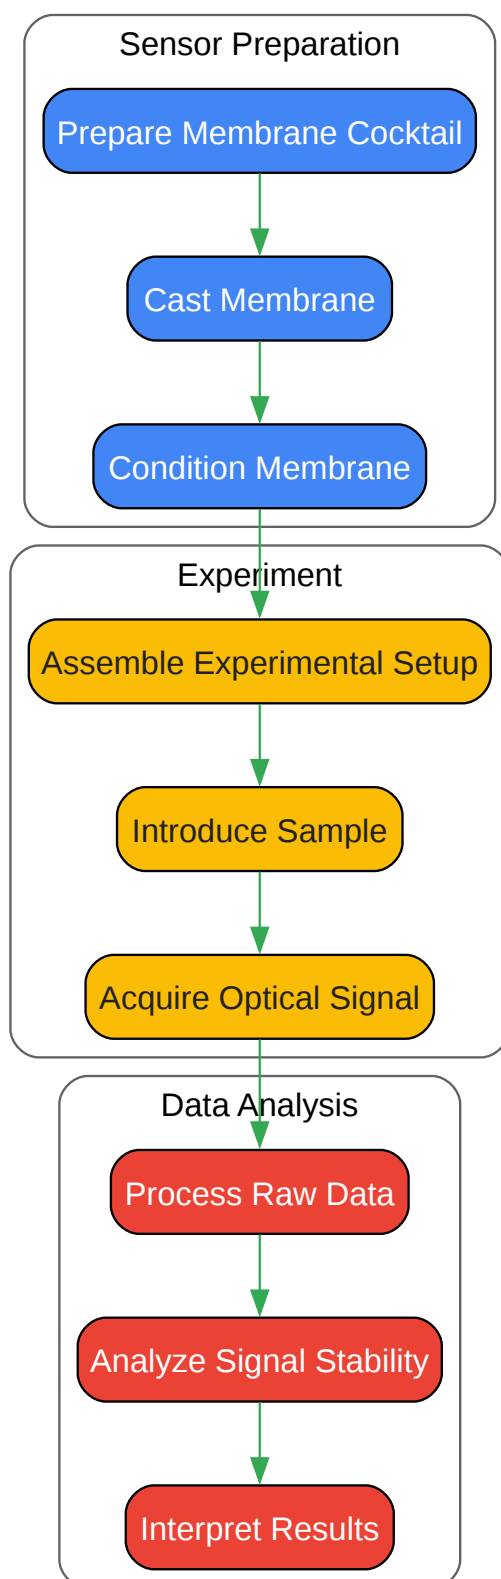 Sensor Preparation
Prepare Membrane Cocktail
Cast Membrane
Condition Membrane
Experiment
Assemble Experimental Setup
Introduce Sample
Acquire Optical Signal
Data Analysis
Process Raw Data
Analyze Signal Stability
Interpret Results